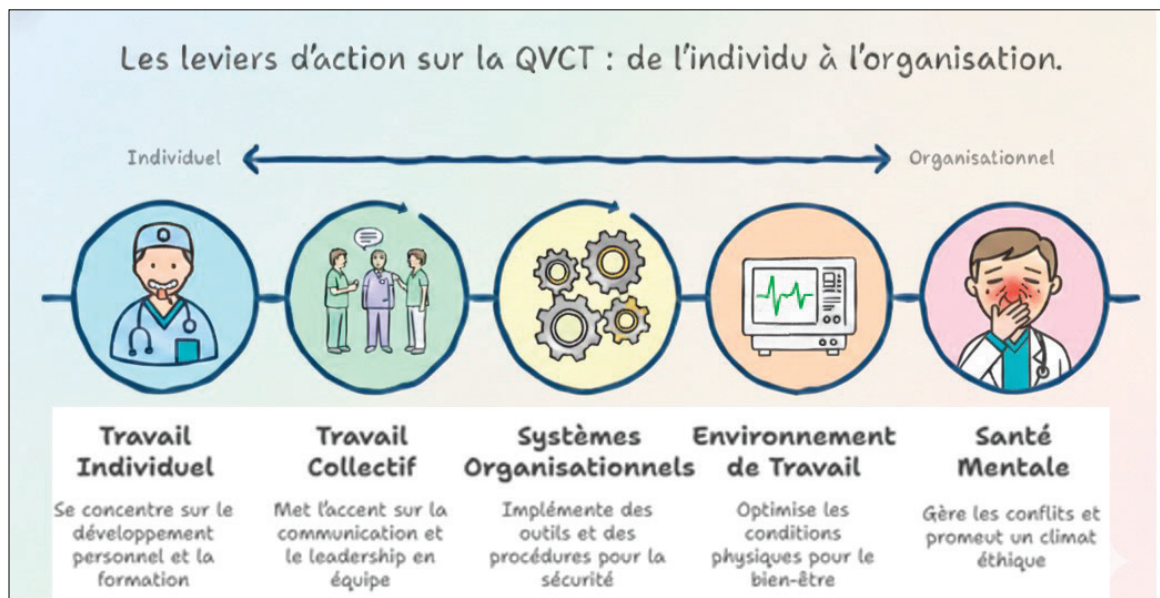 Les leviers d'action sur la QVCT : de l'individu à l'organisation.
Individuel
Organisationnel
Travail
Individuel
Se concentre sur le
développement
personnel et la
formation
Travail
Collectif
Met l'accent sur la
communication et
le leadership en
équipe
Systèmes
Organisationnels
Implémente des
outils et des
procédures pour la
sécurité
Environnement
de Travail
Optimise les
conditions
physiques pour le
bien-être
Santé
Mentale
Gère les conflits et
promeut un climat
éthique